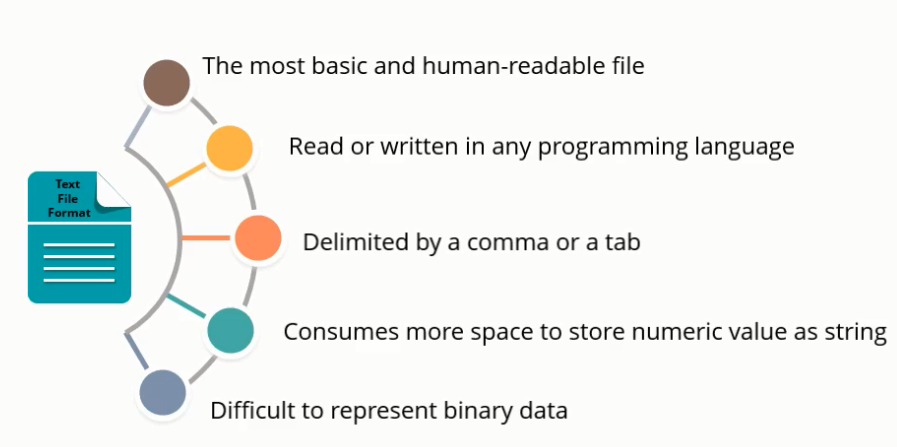 The most basic and human-readable file
Read or written in any programming language
Text
File
Format
Delimited by a comma or a tab
Consumes more space to store numeric value as string
Difficult to represent binary data